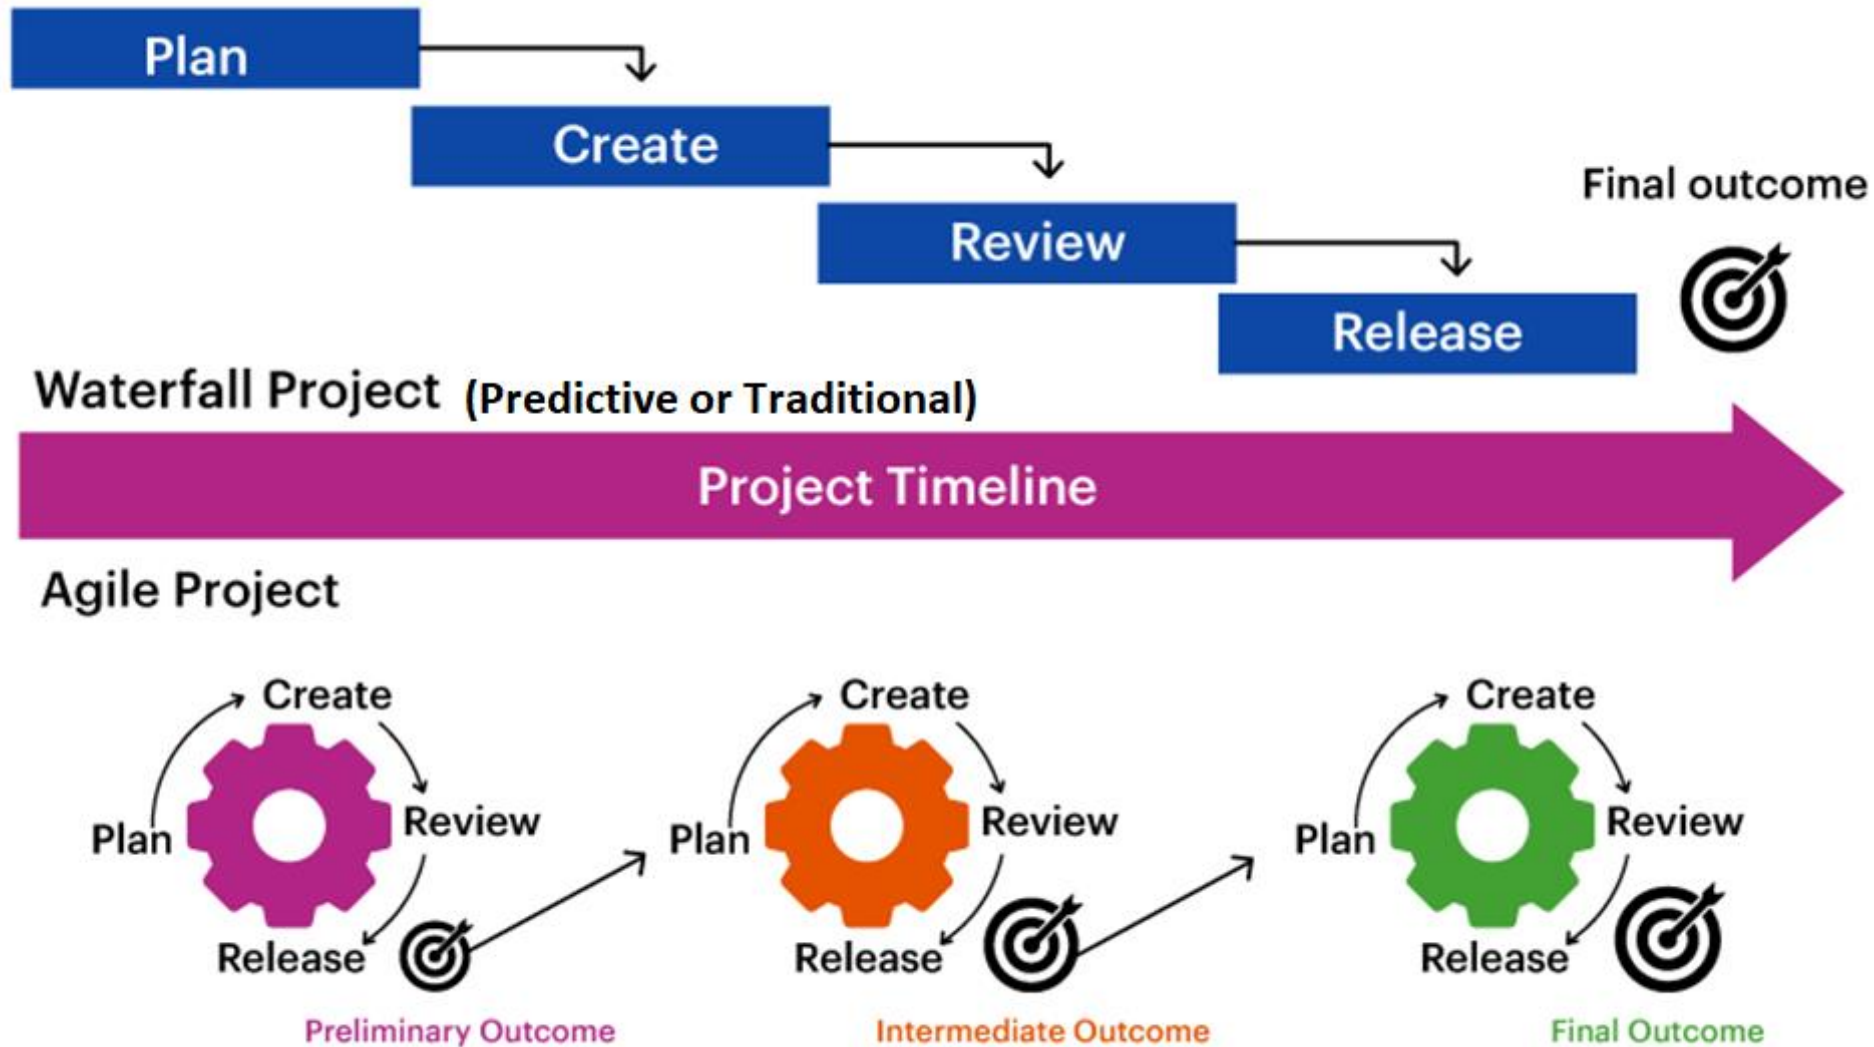 Plan
Create
Review
Final outcome
Release
Waterfall Project (Predictive or Traditional)
Project Timeline
Agile Project
Create
Plan
Review
Release
Preliminary Outcome
Create
Plan
Review
Release
Intermediate Outcome
Create
Plan
Review
Release
Final Outcome